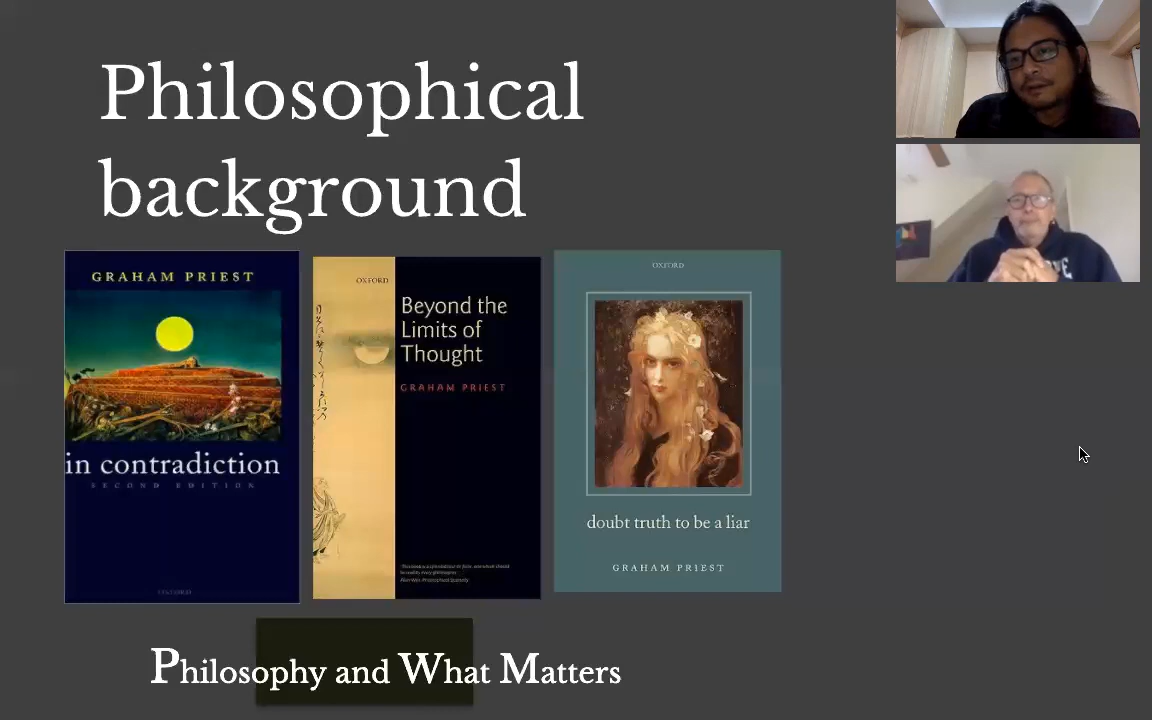 Philosophical
background
GRAHAM PRIEST
in contradiction
SECOND EDITION
OXFORD
OXFORD
Beyond the
Limits of
Thought
GRAHAM PRIEST
OXFORD
doubt truth to be a liar
GRAHAM PRIEST
Philosophy and What Matters